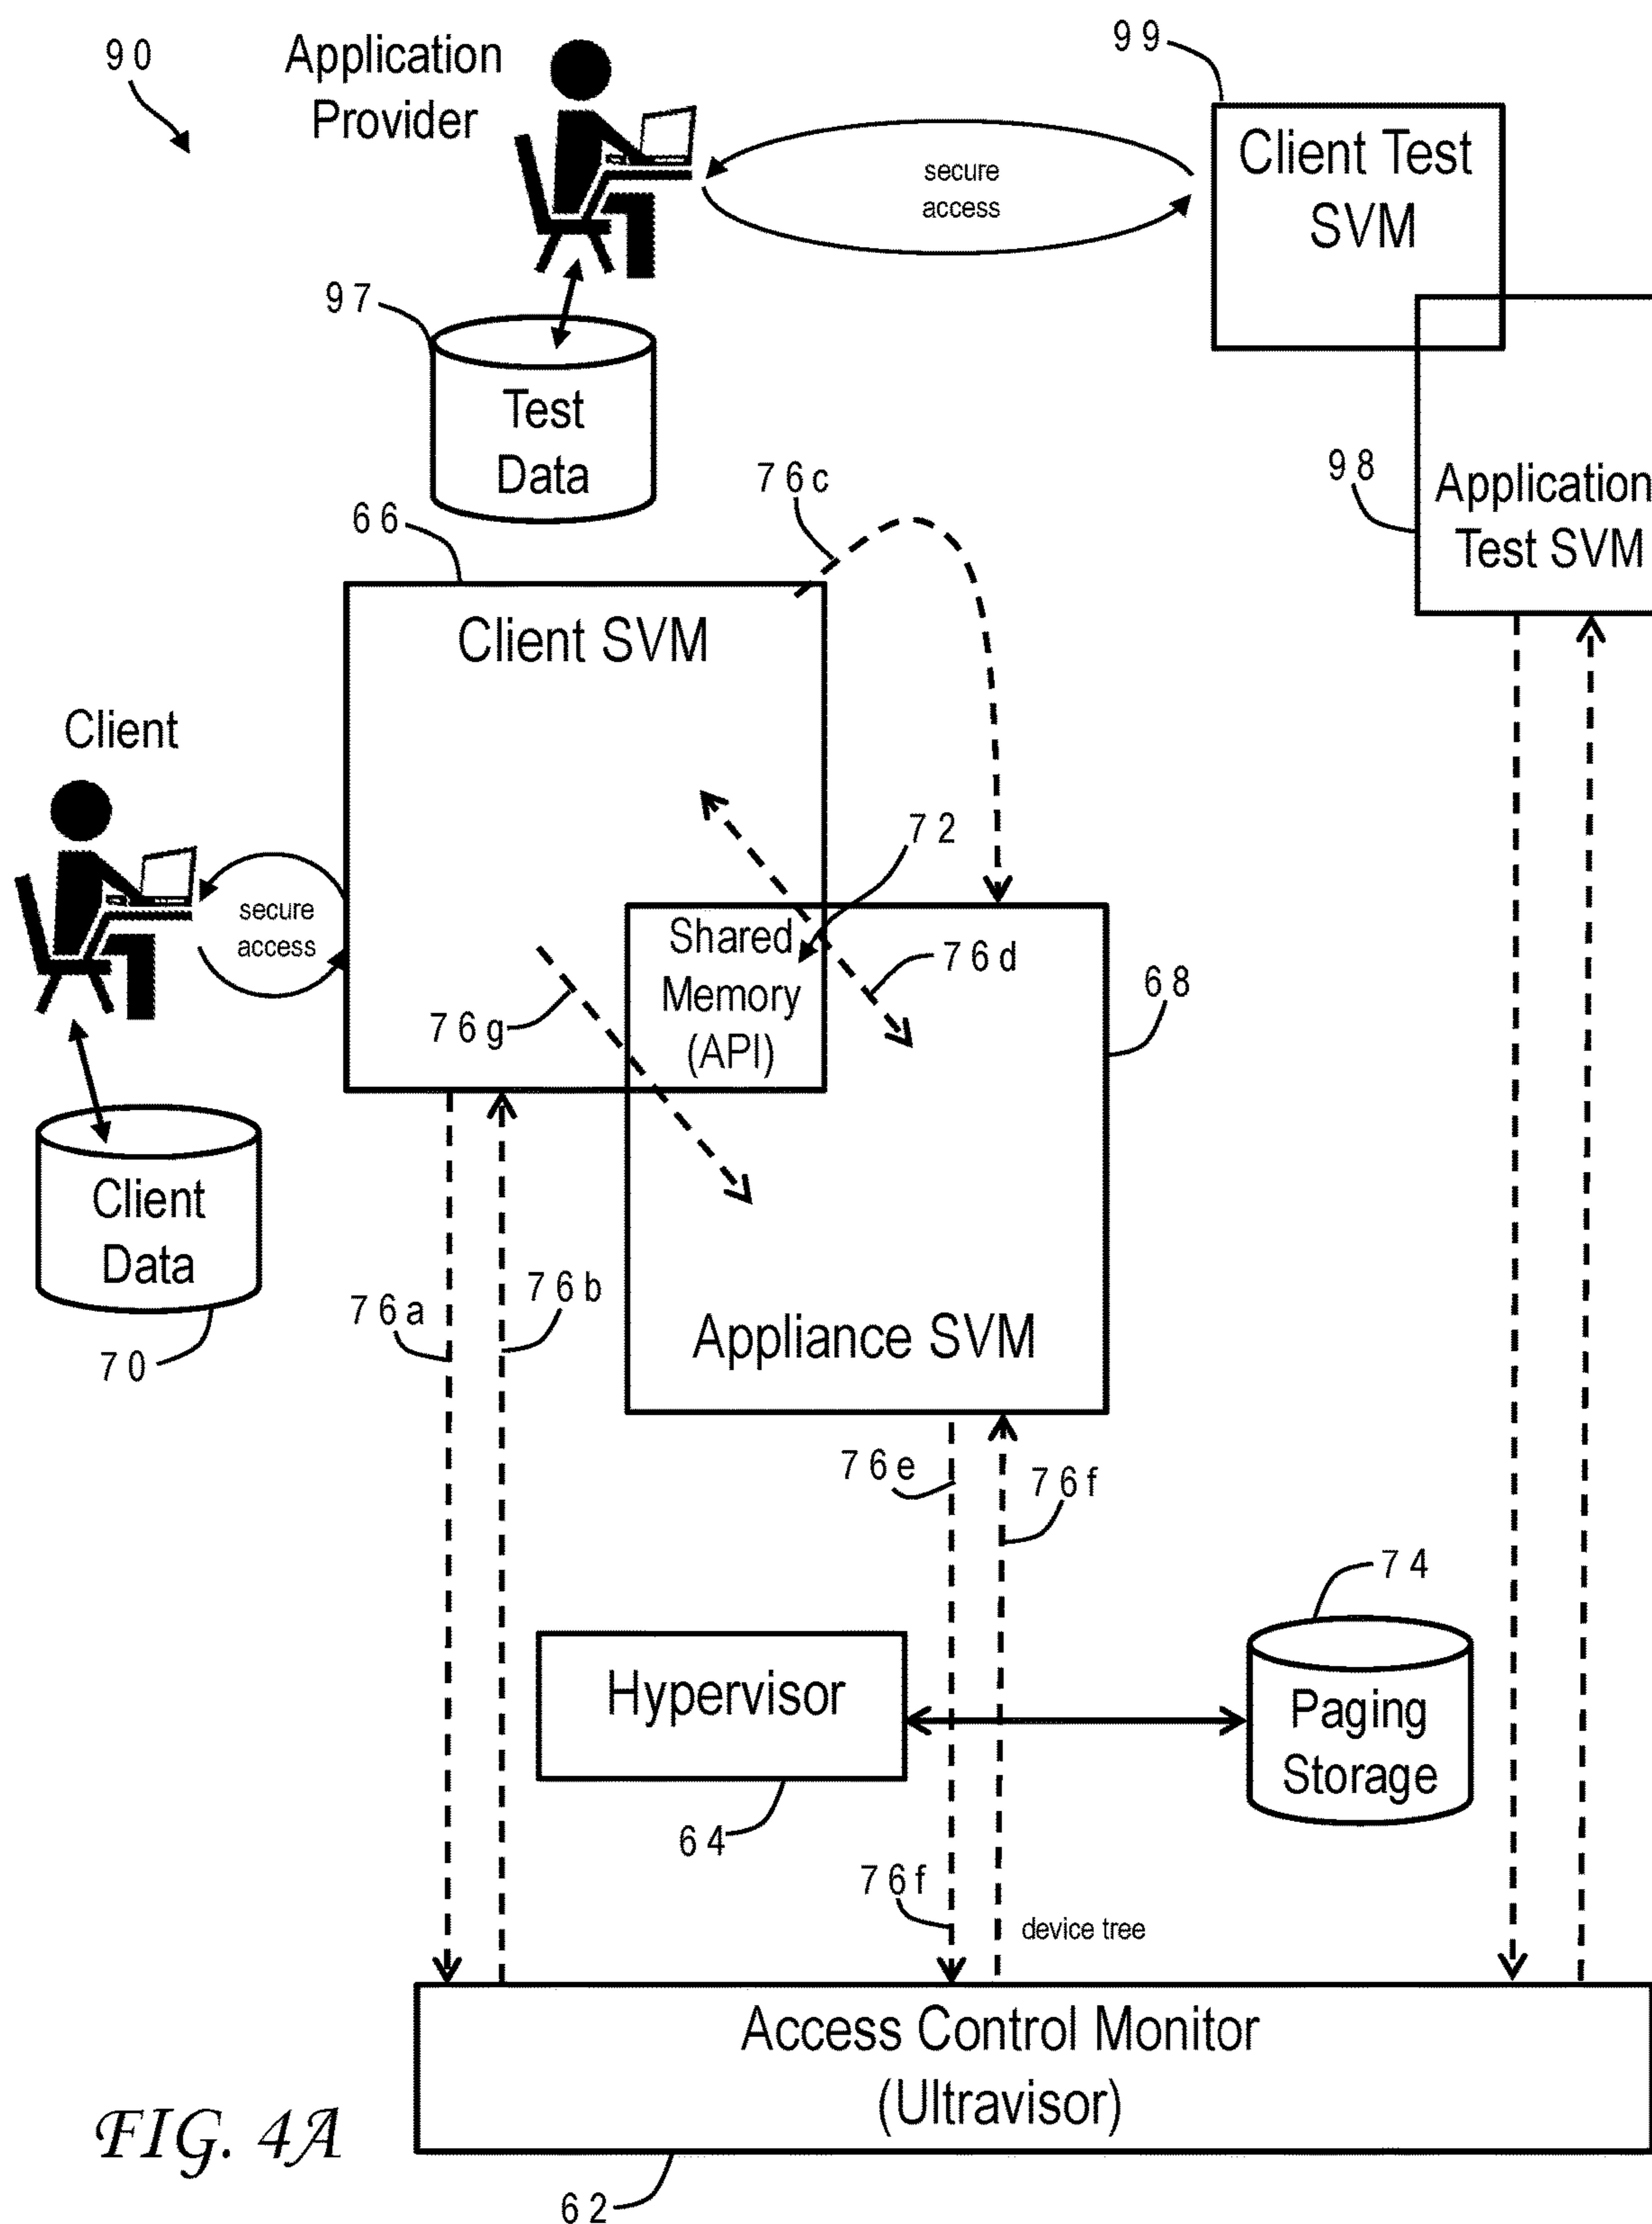 90
Application
Provider
99
Client Test
SVM
secure
access
97
Test
Data
76c
98
Application
Test SVM
66
Client SVM
Client
72
secure
access
Shared
Memory
(API)
76d
68
76g
Client
Data
76a
76b
70
Appliance SVM
76e
76f
74
Hypervisor
Paging
Storage
64
76f
device tree
Access Control Monitor
(Ultravisor)
FIG. 4A
62